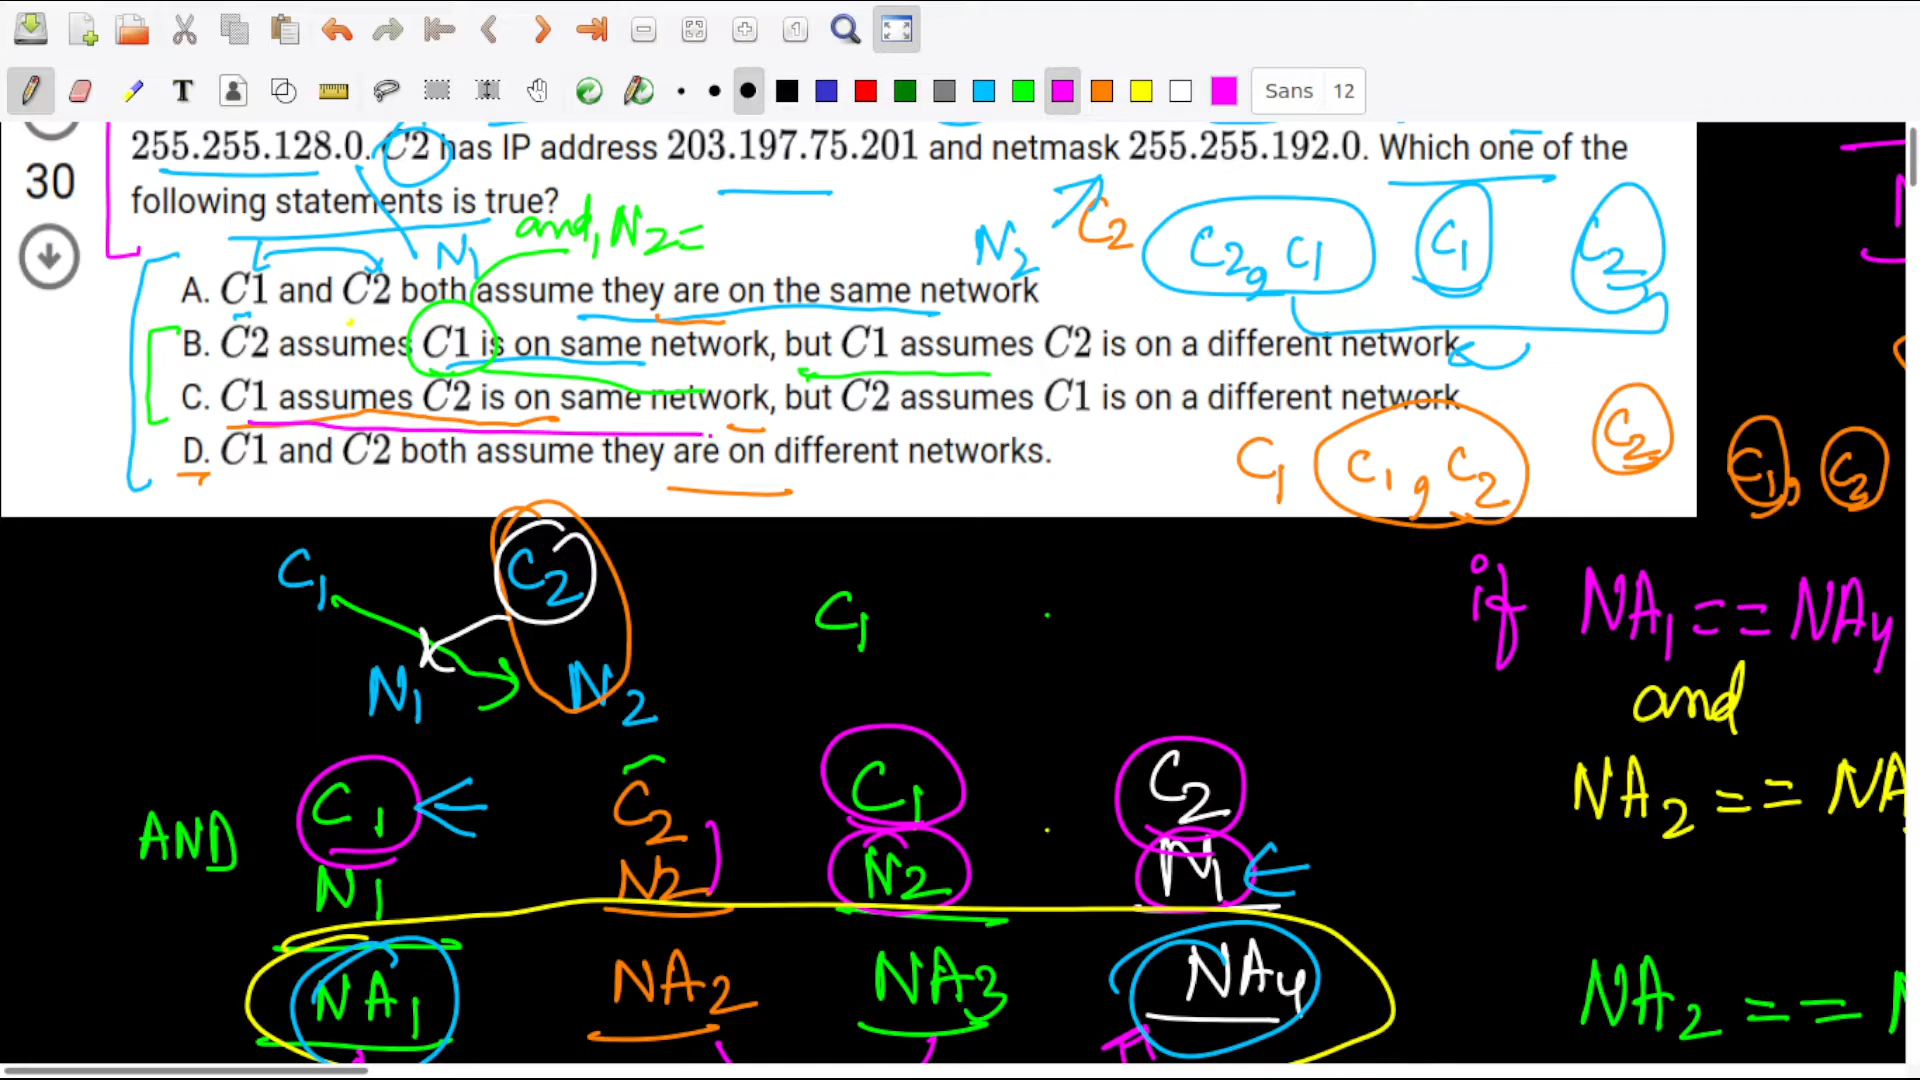 Sans 12
255.255.128.0. C2 has IP address 203.197.75.201 and netmask 255.255.192.0. Which one of the
30
following statements is true?
and, N2 =
N1
N2
C2
C2, C1
C1
C2
A. C1 and C2 both assume they are on the same network
B. C2 assumes C1 is on same network, but C1 assumes C2 is on a different network
C. C1 assumes C2 is on same network, but C2 assumes C1 is on a different network
D. C1 and C2 both assume they are on different networks.
C1
C1, C2
C2
C1, C2
C1
C2
C1
if NA1 == NA4
N1
N2
and
C1
C2
C1
C2
NA2 == NA
AND
N1
N2
N2
N1
NA1
NA2
NA3
NA4
NA2 ==